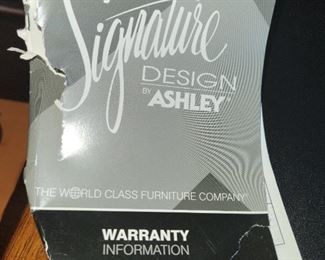 Signature
DESIGN
BY ASHLEY®
THE WORLD CLASS FURNITURE COMPANY®
WARRANTY
INFORMATION